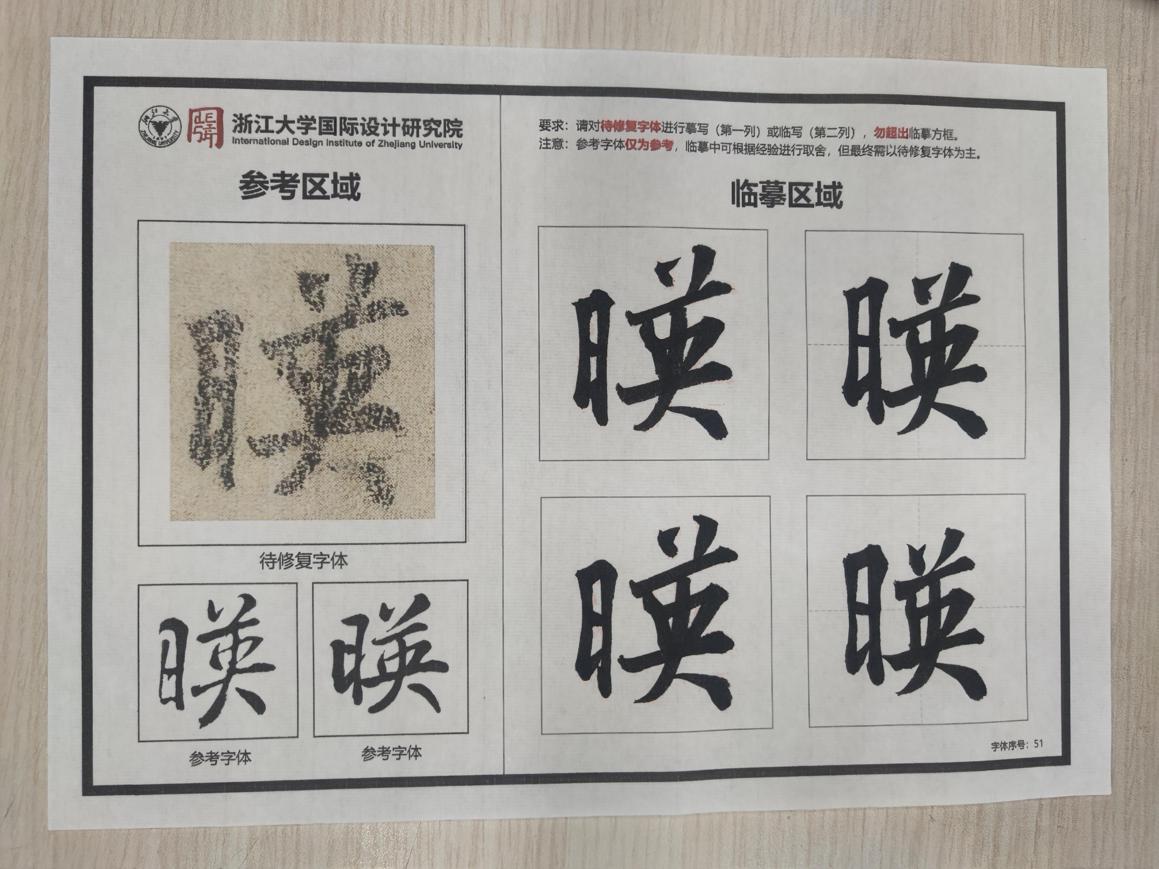 浙江大学国际设计研究院
International Design Institute of Zhejiang University
参考区域
暎
待修复字体
暎 暎
参考字体 参考字体
要求：请对待修复字体进行摹写（第一列）或临写（第二列），勿超出临摹方框。
注意：参考字体仅为参考，临摹中可根据经验进行取舍，但最终需以待修复字体为主。
临摹区域
暎 暎
暎 暎
字体序号：51